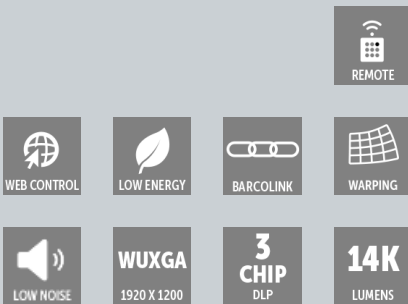 REMOTE
WEB CONTROL
LOW ENERGY
BARCOLINK
WARPING
LOW NOISE
WUXGA
1920 X 1200
3
CHIP
DLP
14K
LUMENS